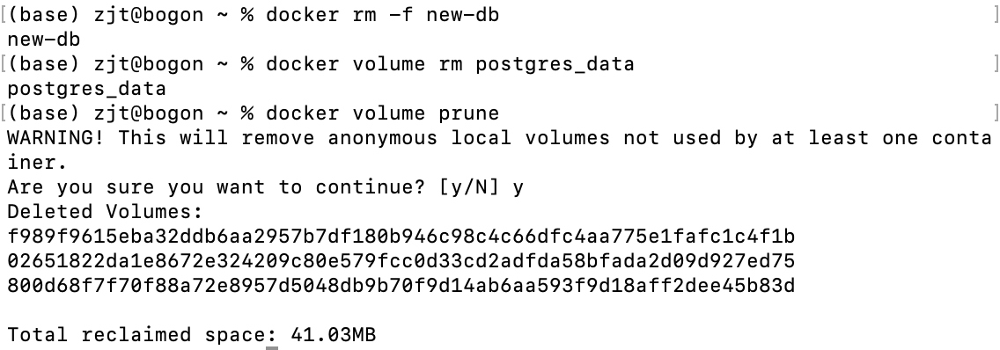 [(base) zjt@bogon ~ % docker rm -f new-db ]
new-db
[(base) zjt@bogon ~ % docker volume rm postgres_data ]
postgres_data
[(base) zjt@bogon ~ % docker volume prune ]
WARNING! This will remove anonymous local volumes not used by at least one conta
iner.
Are you sure you want to continue? [y/N] y
Deleted Volumes:
f989f9615eba32ddb6aa2957b7df180b946c98c4c66dfc4aa775e1fafc1c4f1b
02651822da1e8672e324209c80e579fcc0d33cd2adfda58bfada2d09d927ed75
800d68f7f70f88a72e8957d5048db9b70f9d14ab6aa593f9d18aff2dee45b83d
Total reclaimed space: 41.03MB